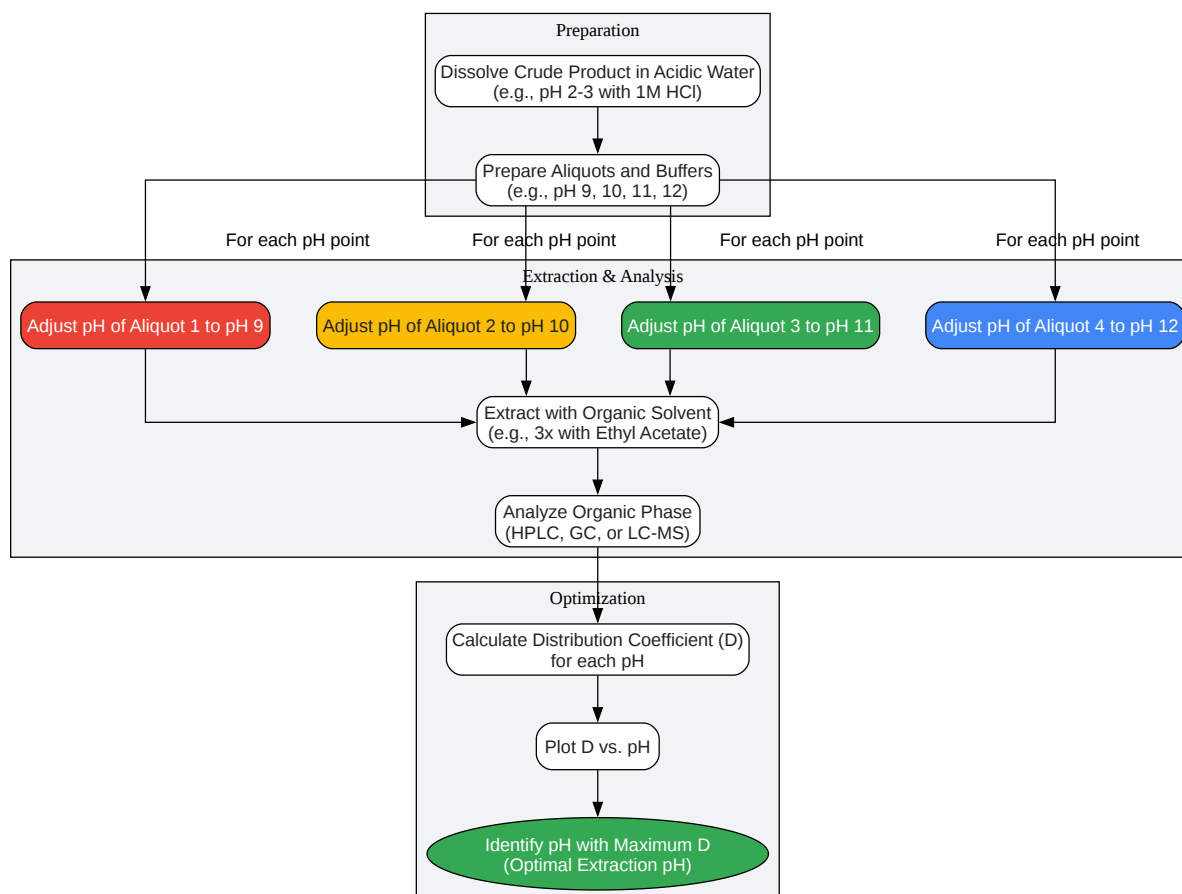 Preparation
Dissolve Crude Product in Acidic Water
(e.g., pH 2-3 with 1M HCl)
Prepare Aliquots and Buffers
(e.g., pH 9, 10, 11, 12)
For each pH point
For each pH point
For each pH point
For each pH point
Extraction & Analysis
Adjust pH of Aliquot 1 to pH 9
Adjust pH of Aliquot 2 to pH 10
Adjust pH of Aliquot 3 to pH 11
Adjust pH of Aliquot 4 to pH 12
Extract with Organic Solvent
(e.g., 3x with Ethyl Acetate)
Analyze Organic Phase
(HPLC, GC, or LC-MS)
Optimization
Calculate Distribution Coefficient (D)
for each pH
Plot D vs. pH
Identify pH with Maximum D
(Optimal Extraction pH)